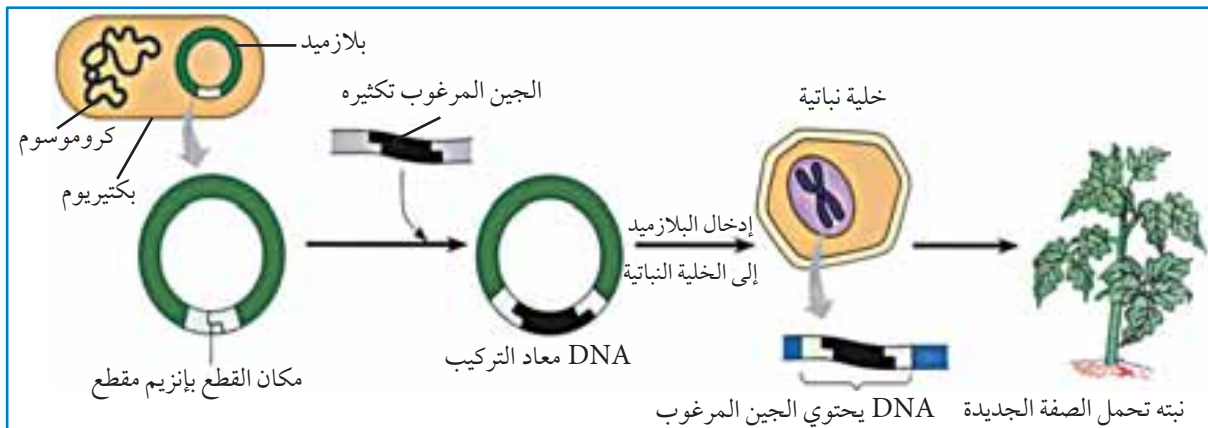 بلازميد
كروموسوم
بكتيريوم
الجين المرغوب تكثيره
خلية نباتية
إدخال البلازميد
إلى الخلية النباتية
مكان القطع بإنزيم مقطع
DNA معاد التركيب
DNA يحتوي الجين المرغوب
نبته تحمل الصفة الجديدة